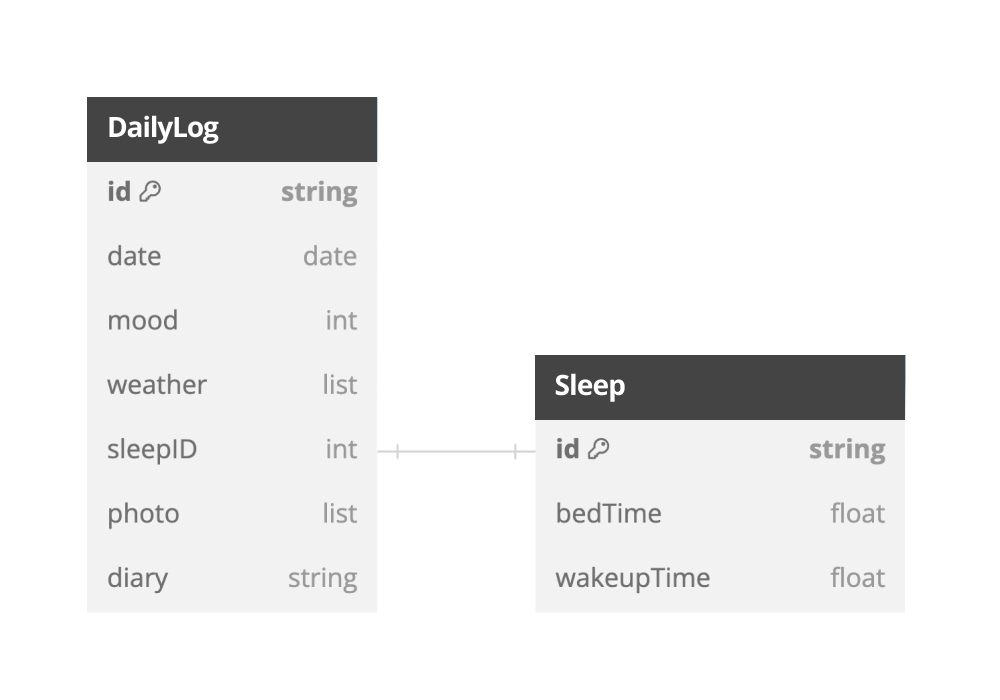 DailyLog
id string
date date
mood int
weather list
sleepID int
photo list
diary string
Sleep
id string
bedTime float
wakeupTime float